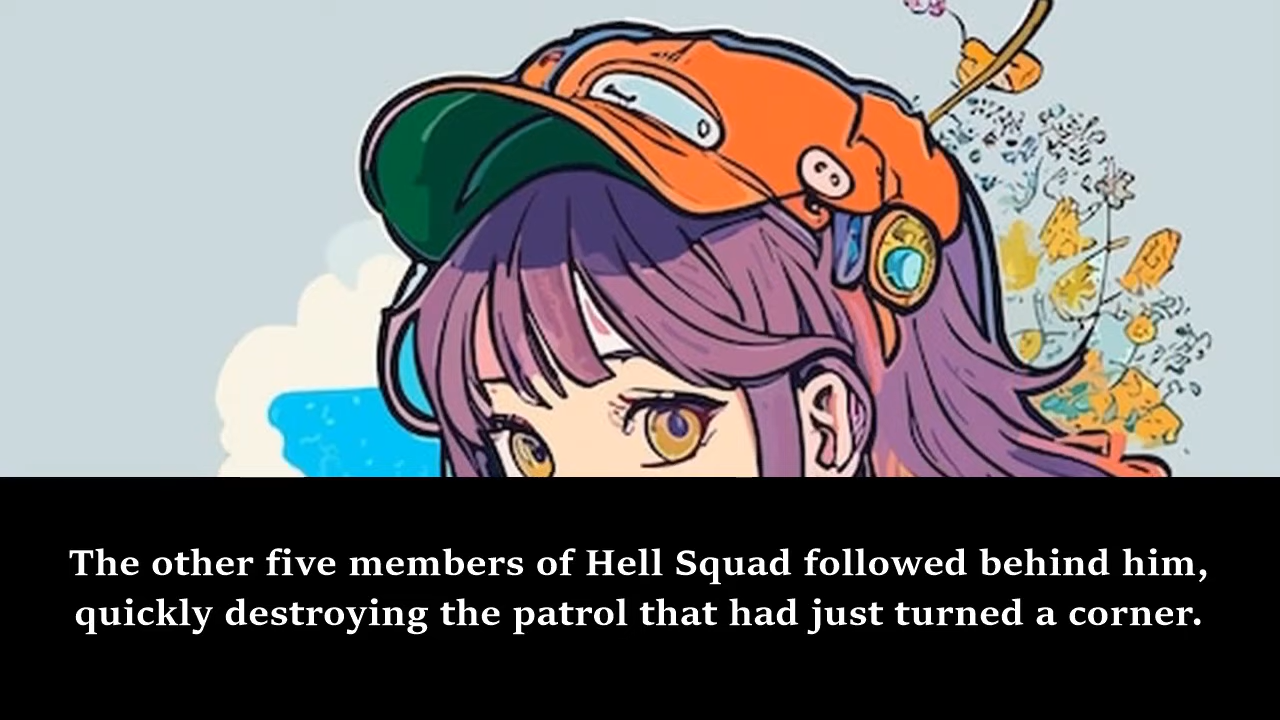 The other five members of Hell Squad followed behind him,
quickly destroying the patrol that had just turned a corner.